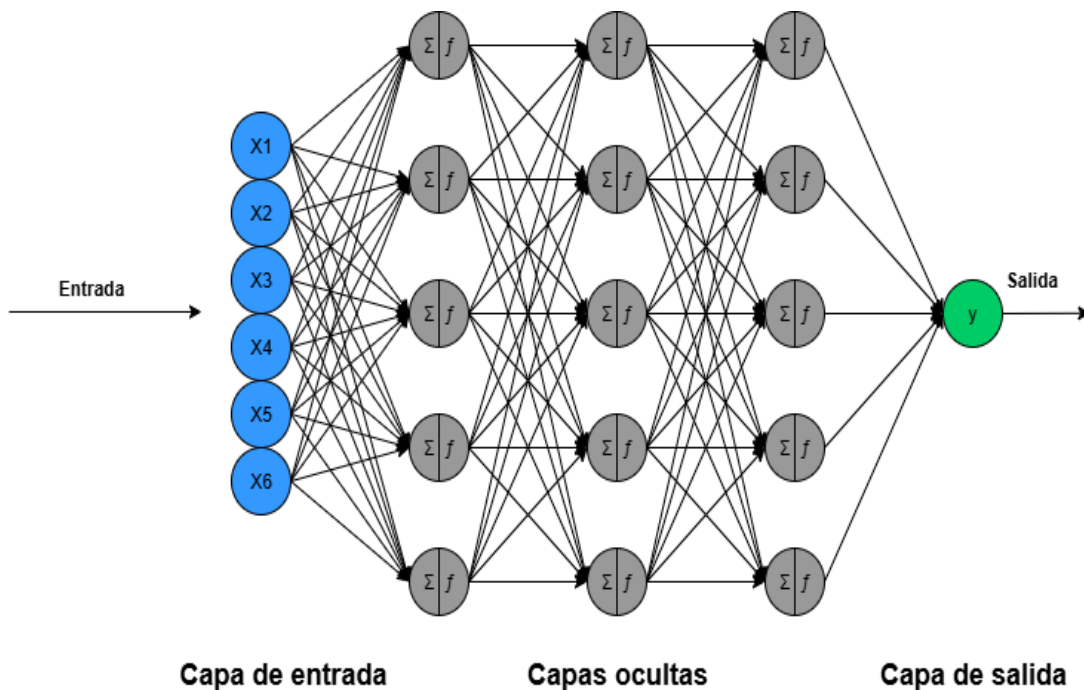 Σ ƒ Σ ƒ Σ ƒ
X1
Σ ƒ Σ ƒ Σ ƒ
X2
X3
Entrada
Salida
Σ ƒ Σ ƒ Σ ƒ
y
X4
X5
Σ ƒ Σ ƒ Σ ƒ
X6
Σ ƒ Σ ƒ Σ ƒ
Capa de entrada Capas ocultas Capa de salida